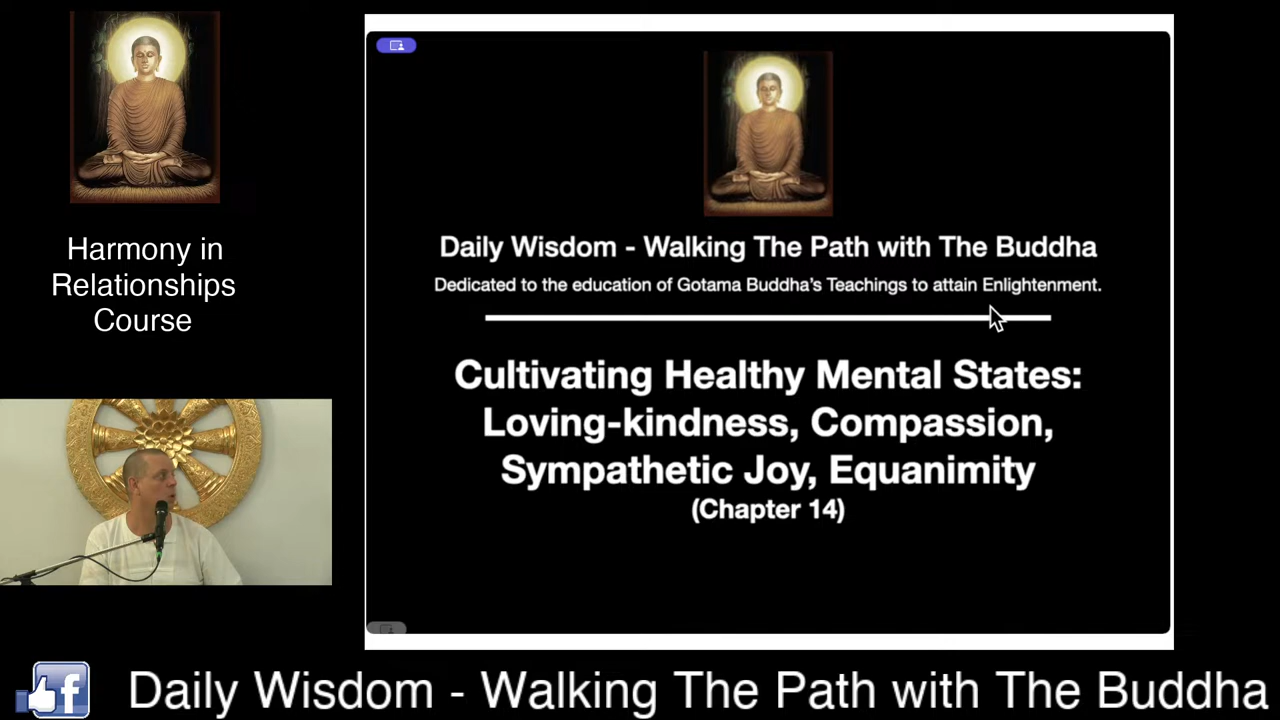 Harmony in
Relationships
Course
Daily Wisdom - Walking The Path with The Buddha
Dedicated to the education of Gotama Buddha's Teachings to attain Enlightenment.
Cultivating Healthy Mental States:
Loving-kindness, Compassion,
Sympathetic Joy, Equanimity
(Chapter 14)
f Daily Wisdom - Walking The Path with The Buddha